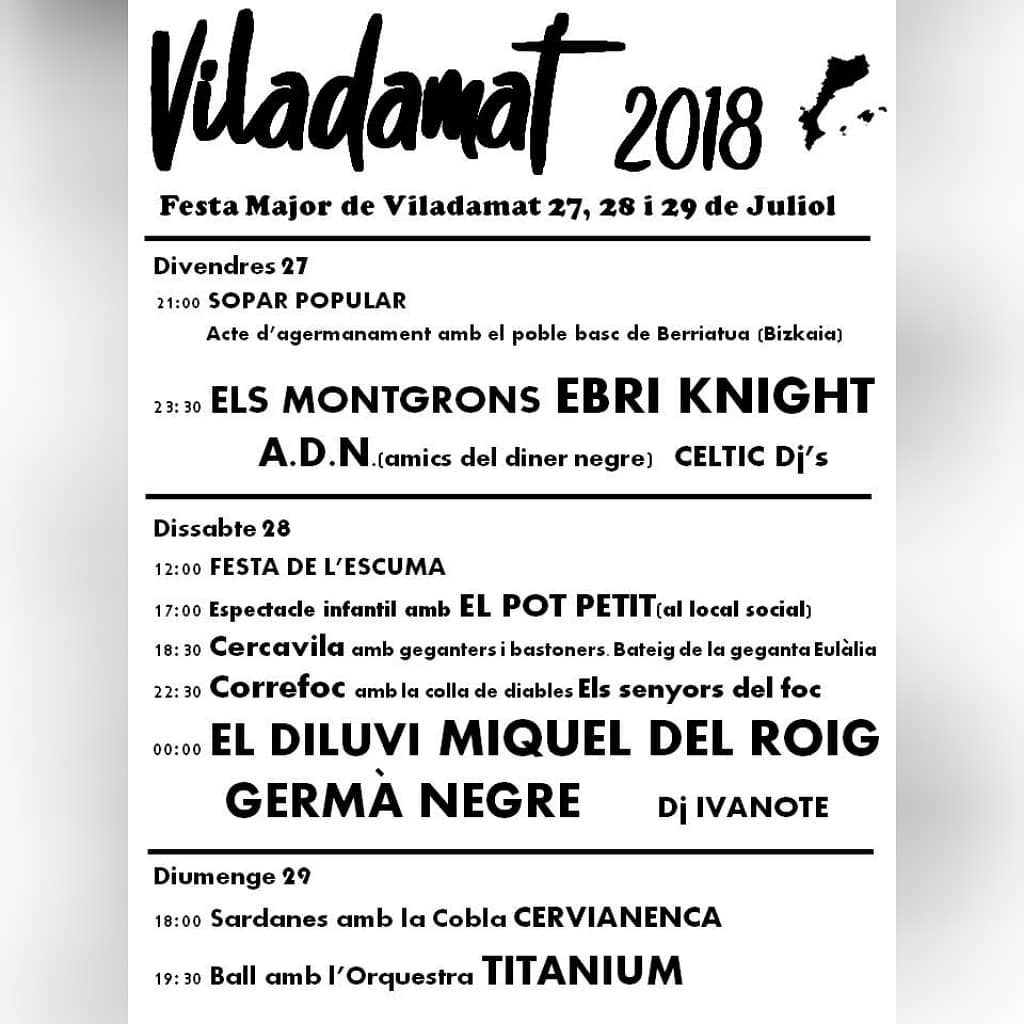 Viladamat 2018
Festa Major de Viladamat 27, 28 i 29 de Juliol
Divendres 27
21:00 SOPAR POPULAR
Acte d'agermanament amb el poble basc de Berriatua (Bizkaia)
23:30 ELS MONTGRONS EBRI KNIGHT
A.D.N.(amics del diner negre) CELTIC Dj's
Dissabte 28
12:00 FESTA DE L'ESCUMA
17:00 Espectacle infantil amb EL POT PETIT(al local social)
18:30 Cercavila amb geganters i bastoners. Bateig de la geganta Eulàlia
22:30 Correfoc amb la colla de diables Els senyors del foc
00:00 EL DILUVI MIQUEL DEL ROIG
GERMÀ NEGRE Dj IVANOTE
Diumenge 29
18:00 Sardanes amb la Cobla CERVIANENCA
19:30 Ball amb l'Orquestra TITANIUM